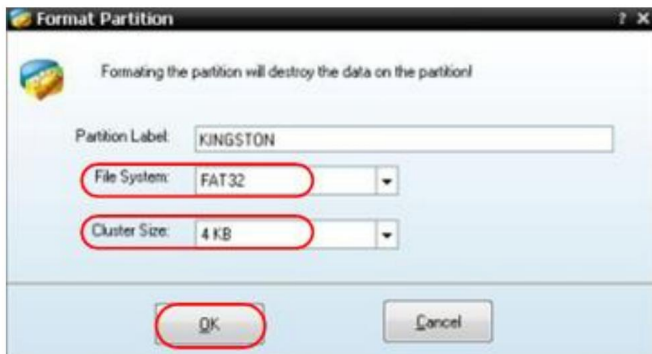 Format Partition ? X
Formating the partition will destroy the data on the partition!
Partition Label: KINGSTON
File System: FAT32
Cluster Size: 4 KB
OK Cancel